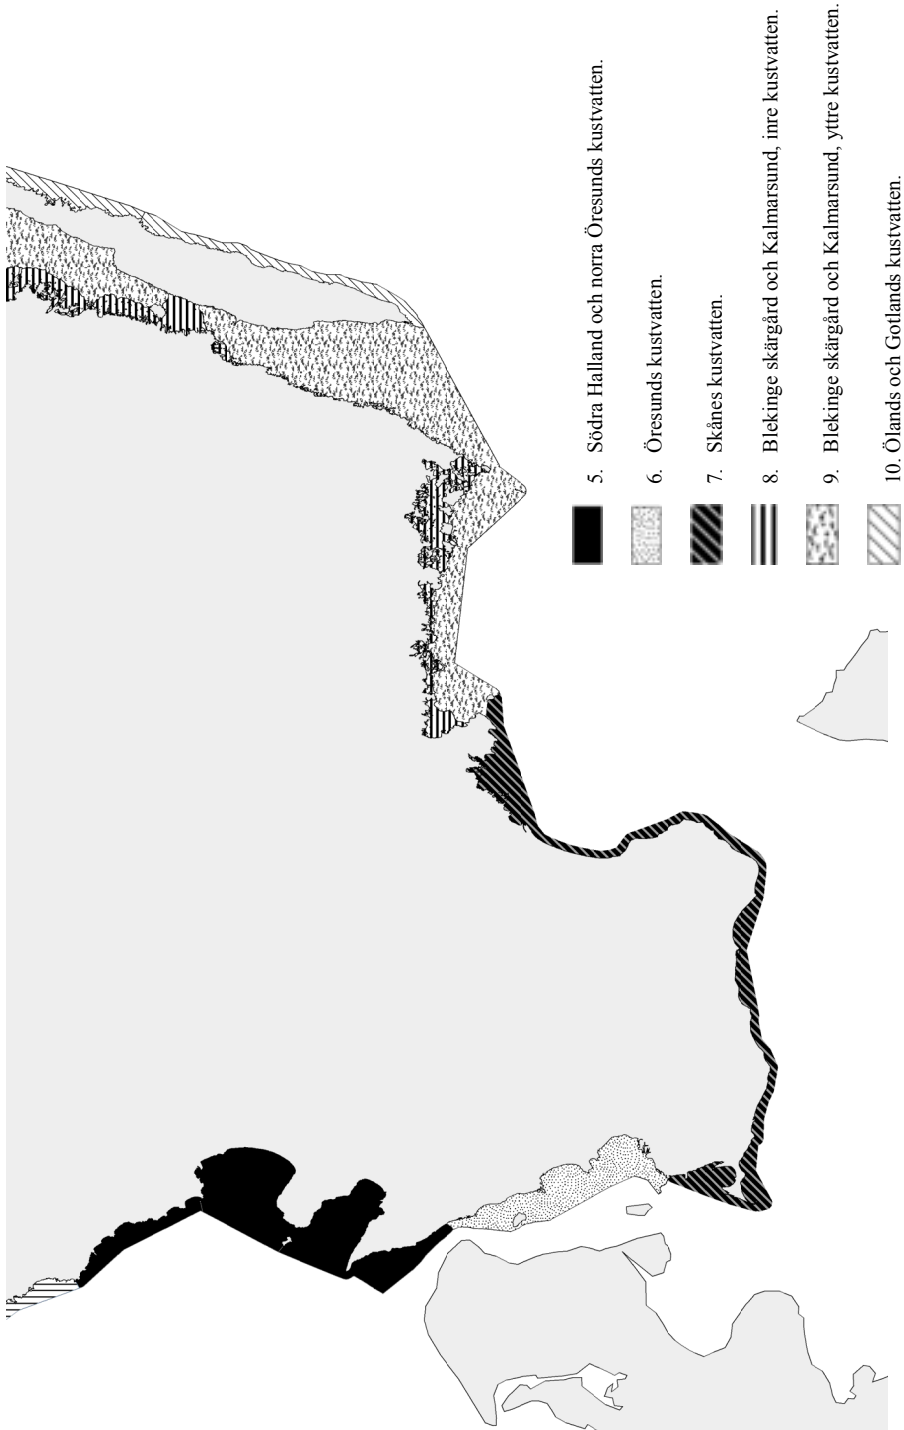 5. Södra Halland och norra Öresunds kustvatten.
6. Öresunds kustvatten.
7. Skånes kustvatten.
8. Blekinge skärgård och Kalmarsund, inre kustvatten.
9. Blekinge skärgård och Kalmarsund, yttre kustvatten.
10. Ölands och Gotlands kustvatten.